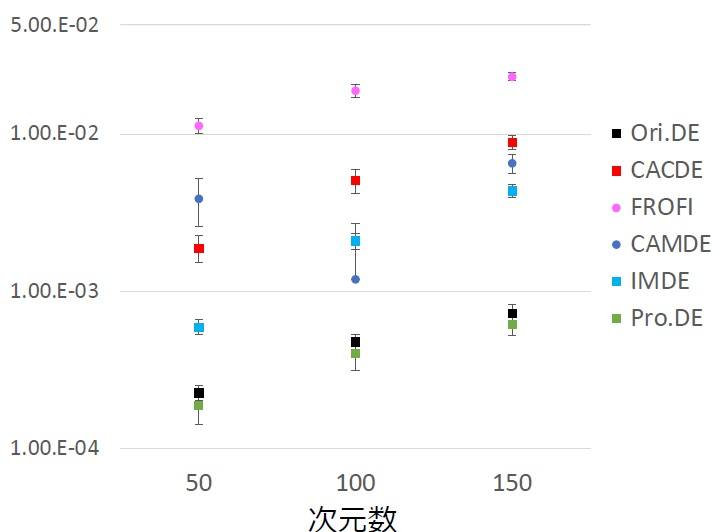 5.00.E-02
1.00.E-02
1.00.E-03
1.00.E-04
50 100 150
次元数
Ori.DE
CACDE
FROFI
CAMDE
IMDE
Pro.DE